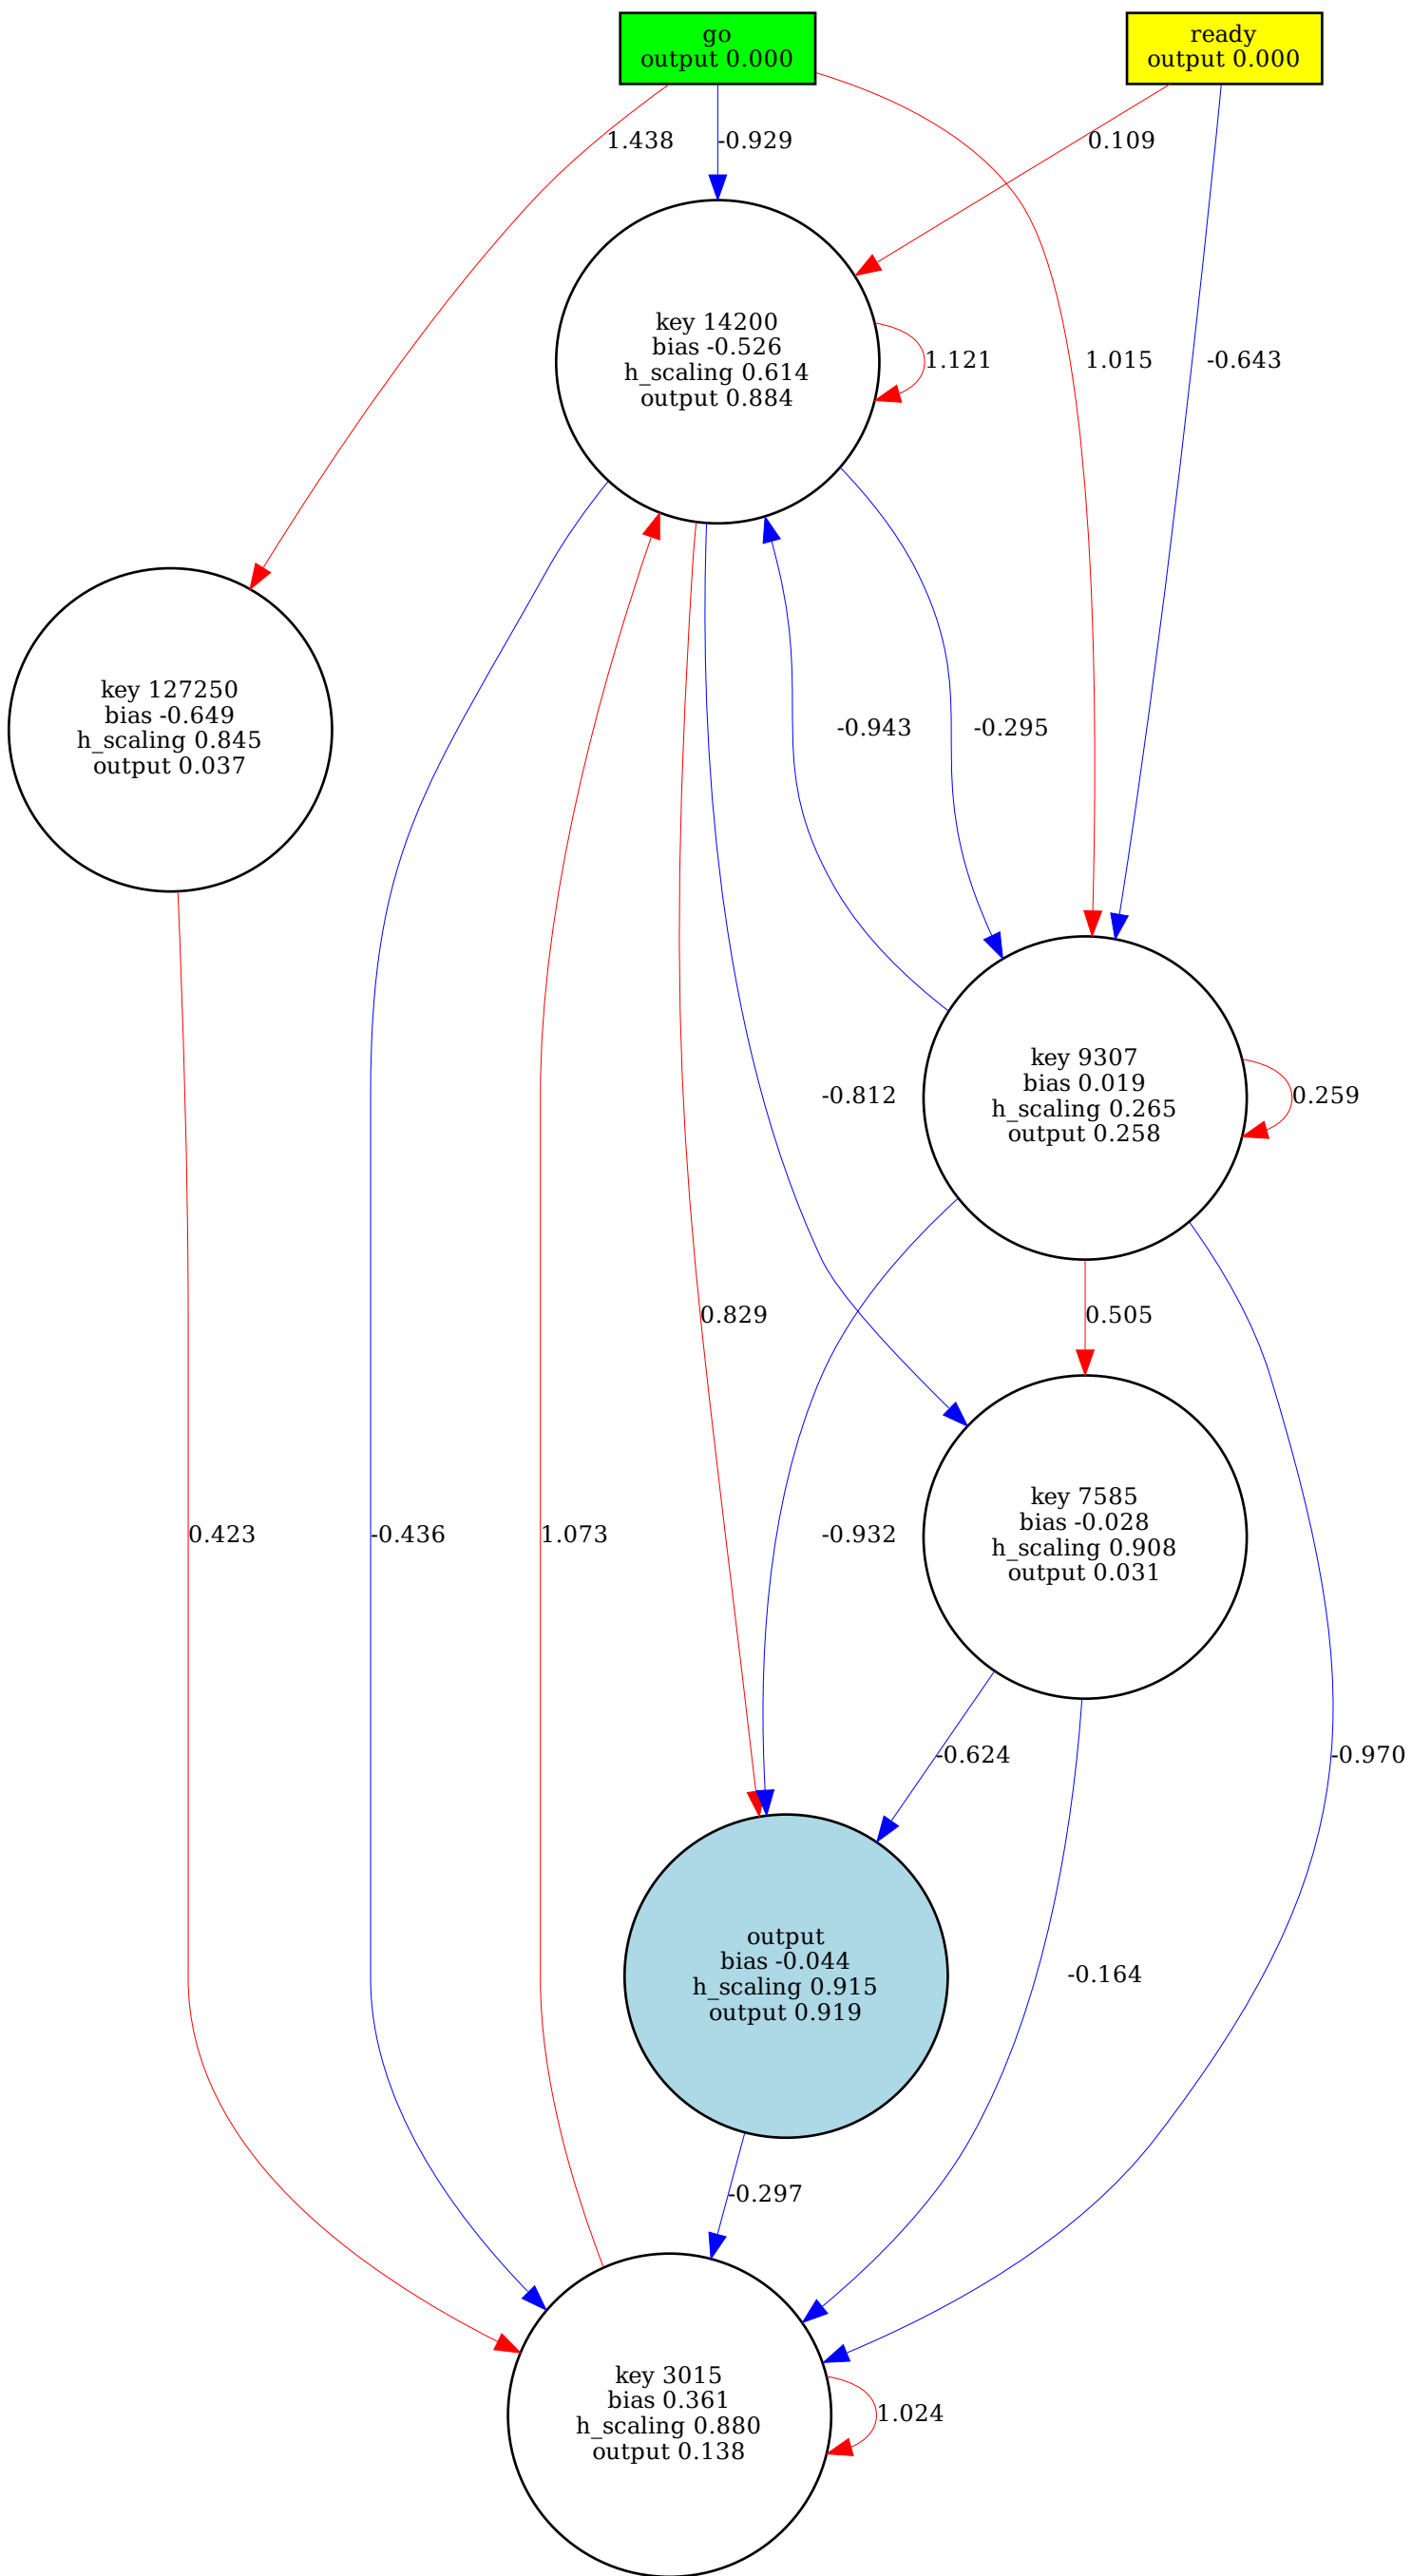 go
output 0.000
ready
output 0.000
1.438
-0.929
0.109
key 14200
bias -0.526
h_scaling 0.614
output 0.884
1.121
1.015
-0.643
key 127250
bias -0.649
h_scaling 0.845
output 0.037
-0.943
-0.295
key 9307
bias 0.019
h_scaling 0.265
output 0.258
-0.812
0.259
0.829
0.505
key 7585
bias -0.028
h_scaling 0.908
output 0.031
0.423
-0.436
1.073
-0.932
-0.624
-0.970
output
bias -0.044
h_scaling 0.915
output 0.919
-0.164
-0.297
key 3015
bias 0.361
h_scaling 0.880
output 0.138
1.024